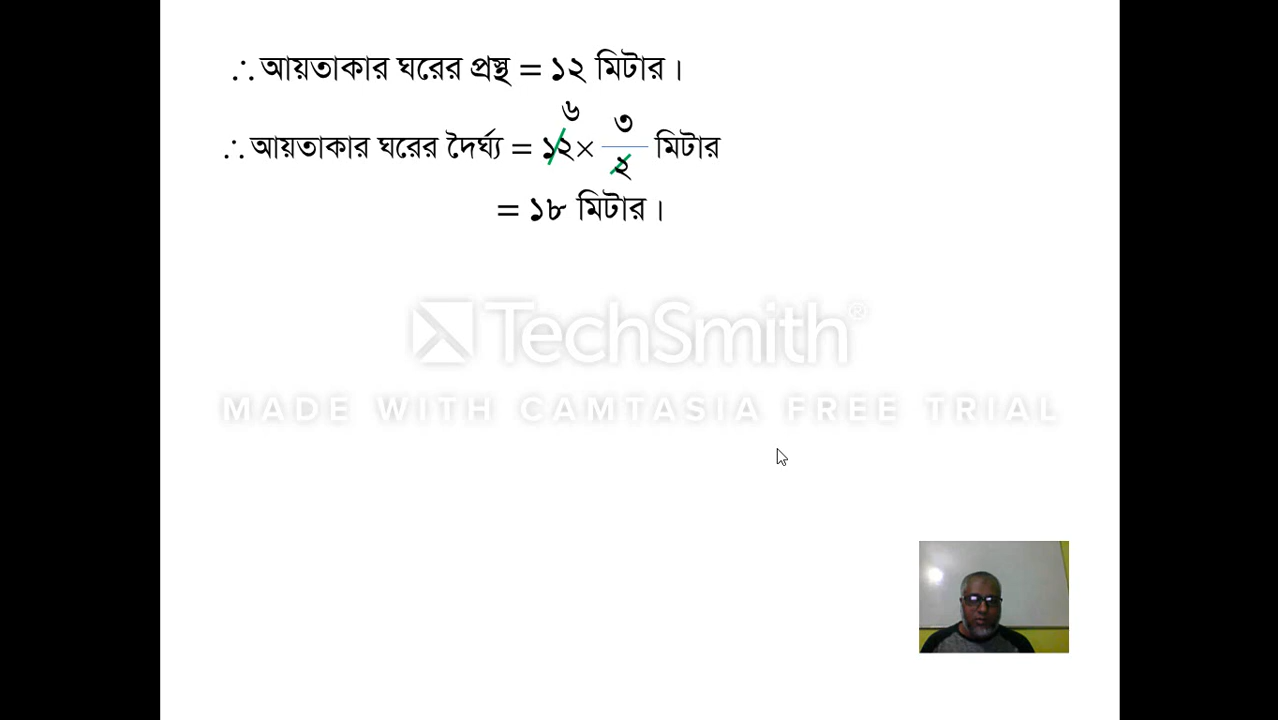 ∴ আয়তাকার ঘরের প্রস্থ = ১২ মিটার।
∴ আয়তাকার ঘরের দৈর্ঘ্য = ১২ × ৩/২ মিটার
৬
= ১৮ মিটার।
TechSmith®
MADE WITH CAMTASIA FREE TRIAL